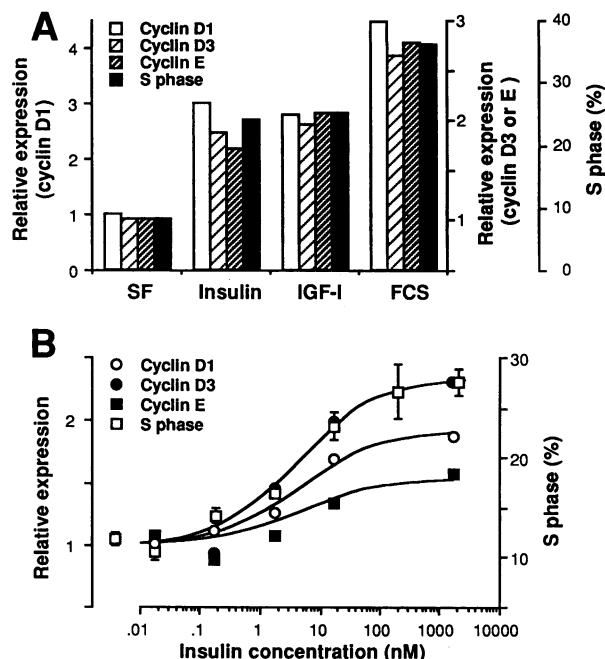 A
Cyclin D1
Cyclin D3
Cyclin E
S phase
Relative expression
(cyclin D1)
4
3
2
1
0
Relative expression
(cyclin D3 or E)
3
2
1
S phase (%)
40
30
20
10
0
SF
Insulin
IGF-I
FCS
B
Cyclin D1
Cyclin D3
Cyclin E
S phase
Relative expression
2
1
S phase (%)
30
20
10
.01
.1
1
10
100
1000
10000
Insulin concentration (nM)